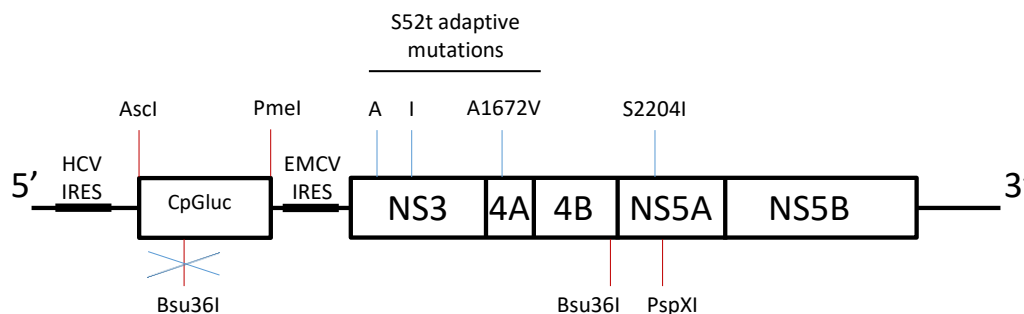 S52t adaptive
mutations
AscI
PmeI
A
I
A1672V
S2204I
HCV
IRES
EMCV
IRES
5’
CpGluc
NS3
4A
4B
NS5A
NS5B
3’
Bsu36I
Bsu36I
PspXI